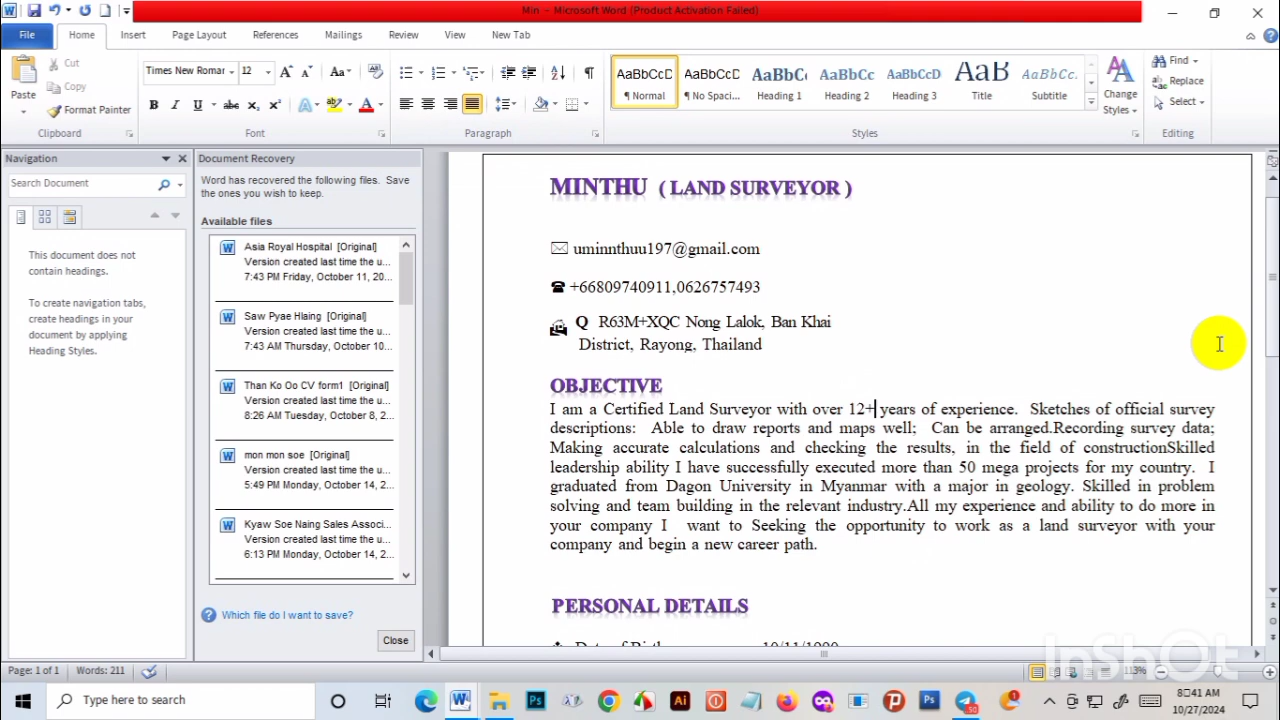 Min - Microsoft Word (Product Activation Failed)
File Home Insert Page Layout References Mailings Review View New Tab
Paste
Cut
Copy
Format Painter
Times New Romar 12
AaBbCcD AaBbCcD AaBbC AaBbCc AaBbCcD AaB AaBbCc.
¶ Normal ¶ No Spaci... Heading 1 Heading 2 Heading 3 Title Subtitle
Change
Styles
Find
Replace
Select
Clipboard Font Paragraph Styles Editing
Navigation
Search Document
This document does not
contain headings.
To create navigation tabs,
create headings in your
document by applying
Heading Styles.
Document Recovery
Word has recovered the following files. Save
the ones you wish to keep.
Available files
Asia Royal Hospital [Original]
Version created last time the u...
7:43 PM Friday, October 11, 20...
Saw Pyae Hlaing [Original]
Version created last time the u...
7:43 AM Thursday, October 10...
Than Ko Oo CV form1 [Original]
Version created last time the u...
8:26 AM Tuesday, October 8, 2...
mon mon soe [Original]
Version created last time the u...
5:49 PM Monday, October 14, 2...
Kyaw Soe Naing Sales Associ...
Version created last time the u...
6:13 PM Monday, October 14, 2...
Which file do I want to save?
Close
MINTHU ( LAND SURVEYOR )
uminnthuu197@gmail.com
+66809740911,0626757493
Q R63M+XQC Nong Lalok, Ban Khai
District, Rayong, Thailand
OBJECTIVE
I am a Certified Land Surveyor with over 12+ years of experience. Sketches of official survey
descriptions: Able to draw reports and maps well; Can be arranged.Recording survey data;
Making accurate calculations and checking the results, in the field of constructionSkilled
leadership ability I have successfully executed more than 50 mega projects for my country. I
graduated from Dagon University in Myanmar with a major in geology. Skilled in problem
solving and team building in the relevant industry.All my experience and ability to do more in
your company I want to Seeking the opportunity to work as a land surveyor with your
company and begin a new career path.
PERSONAL DETAILS
Date of Birth 10/11/1990
InShOt
Page: 1 of 1 Words: 211 113%
Type here to search
8:41 AM
10/27/2024